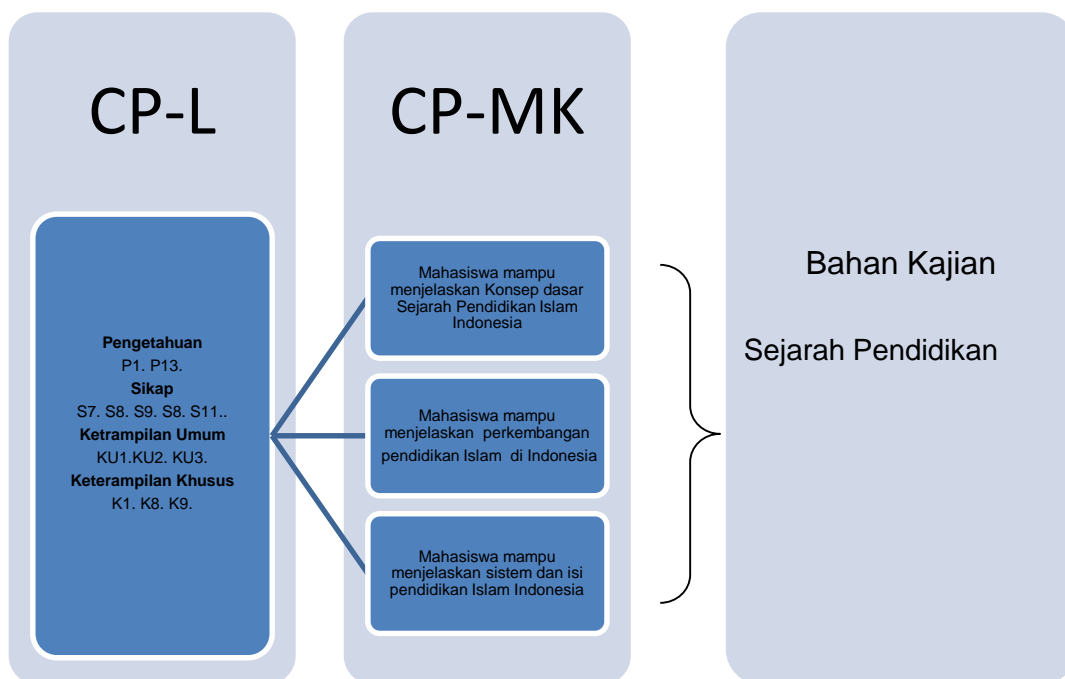 CP-L
Pengetahuan
P1. P13.
Sikap
S7. S8. S9. S8. S11..
Ketrampilan Umum
KU1.KU2. KU3.
Keterampilan Khusus
K1. K8. K9.
CP-MK
Mahasiswa mampu
menjelaskan Konsep dasar
Sejarah Pendidikan Islam
Indonesia
Mahasiswa mampu
menjelaskan perkembangan
pendidikan Islam di Indonesia
Mahasiswa mampu
menjelaskan sistem dan isi
pendidikan Islam Indonesia
Bahan Kajian
Sejarah Pendidikan